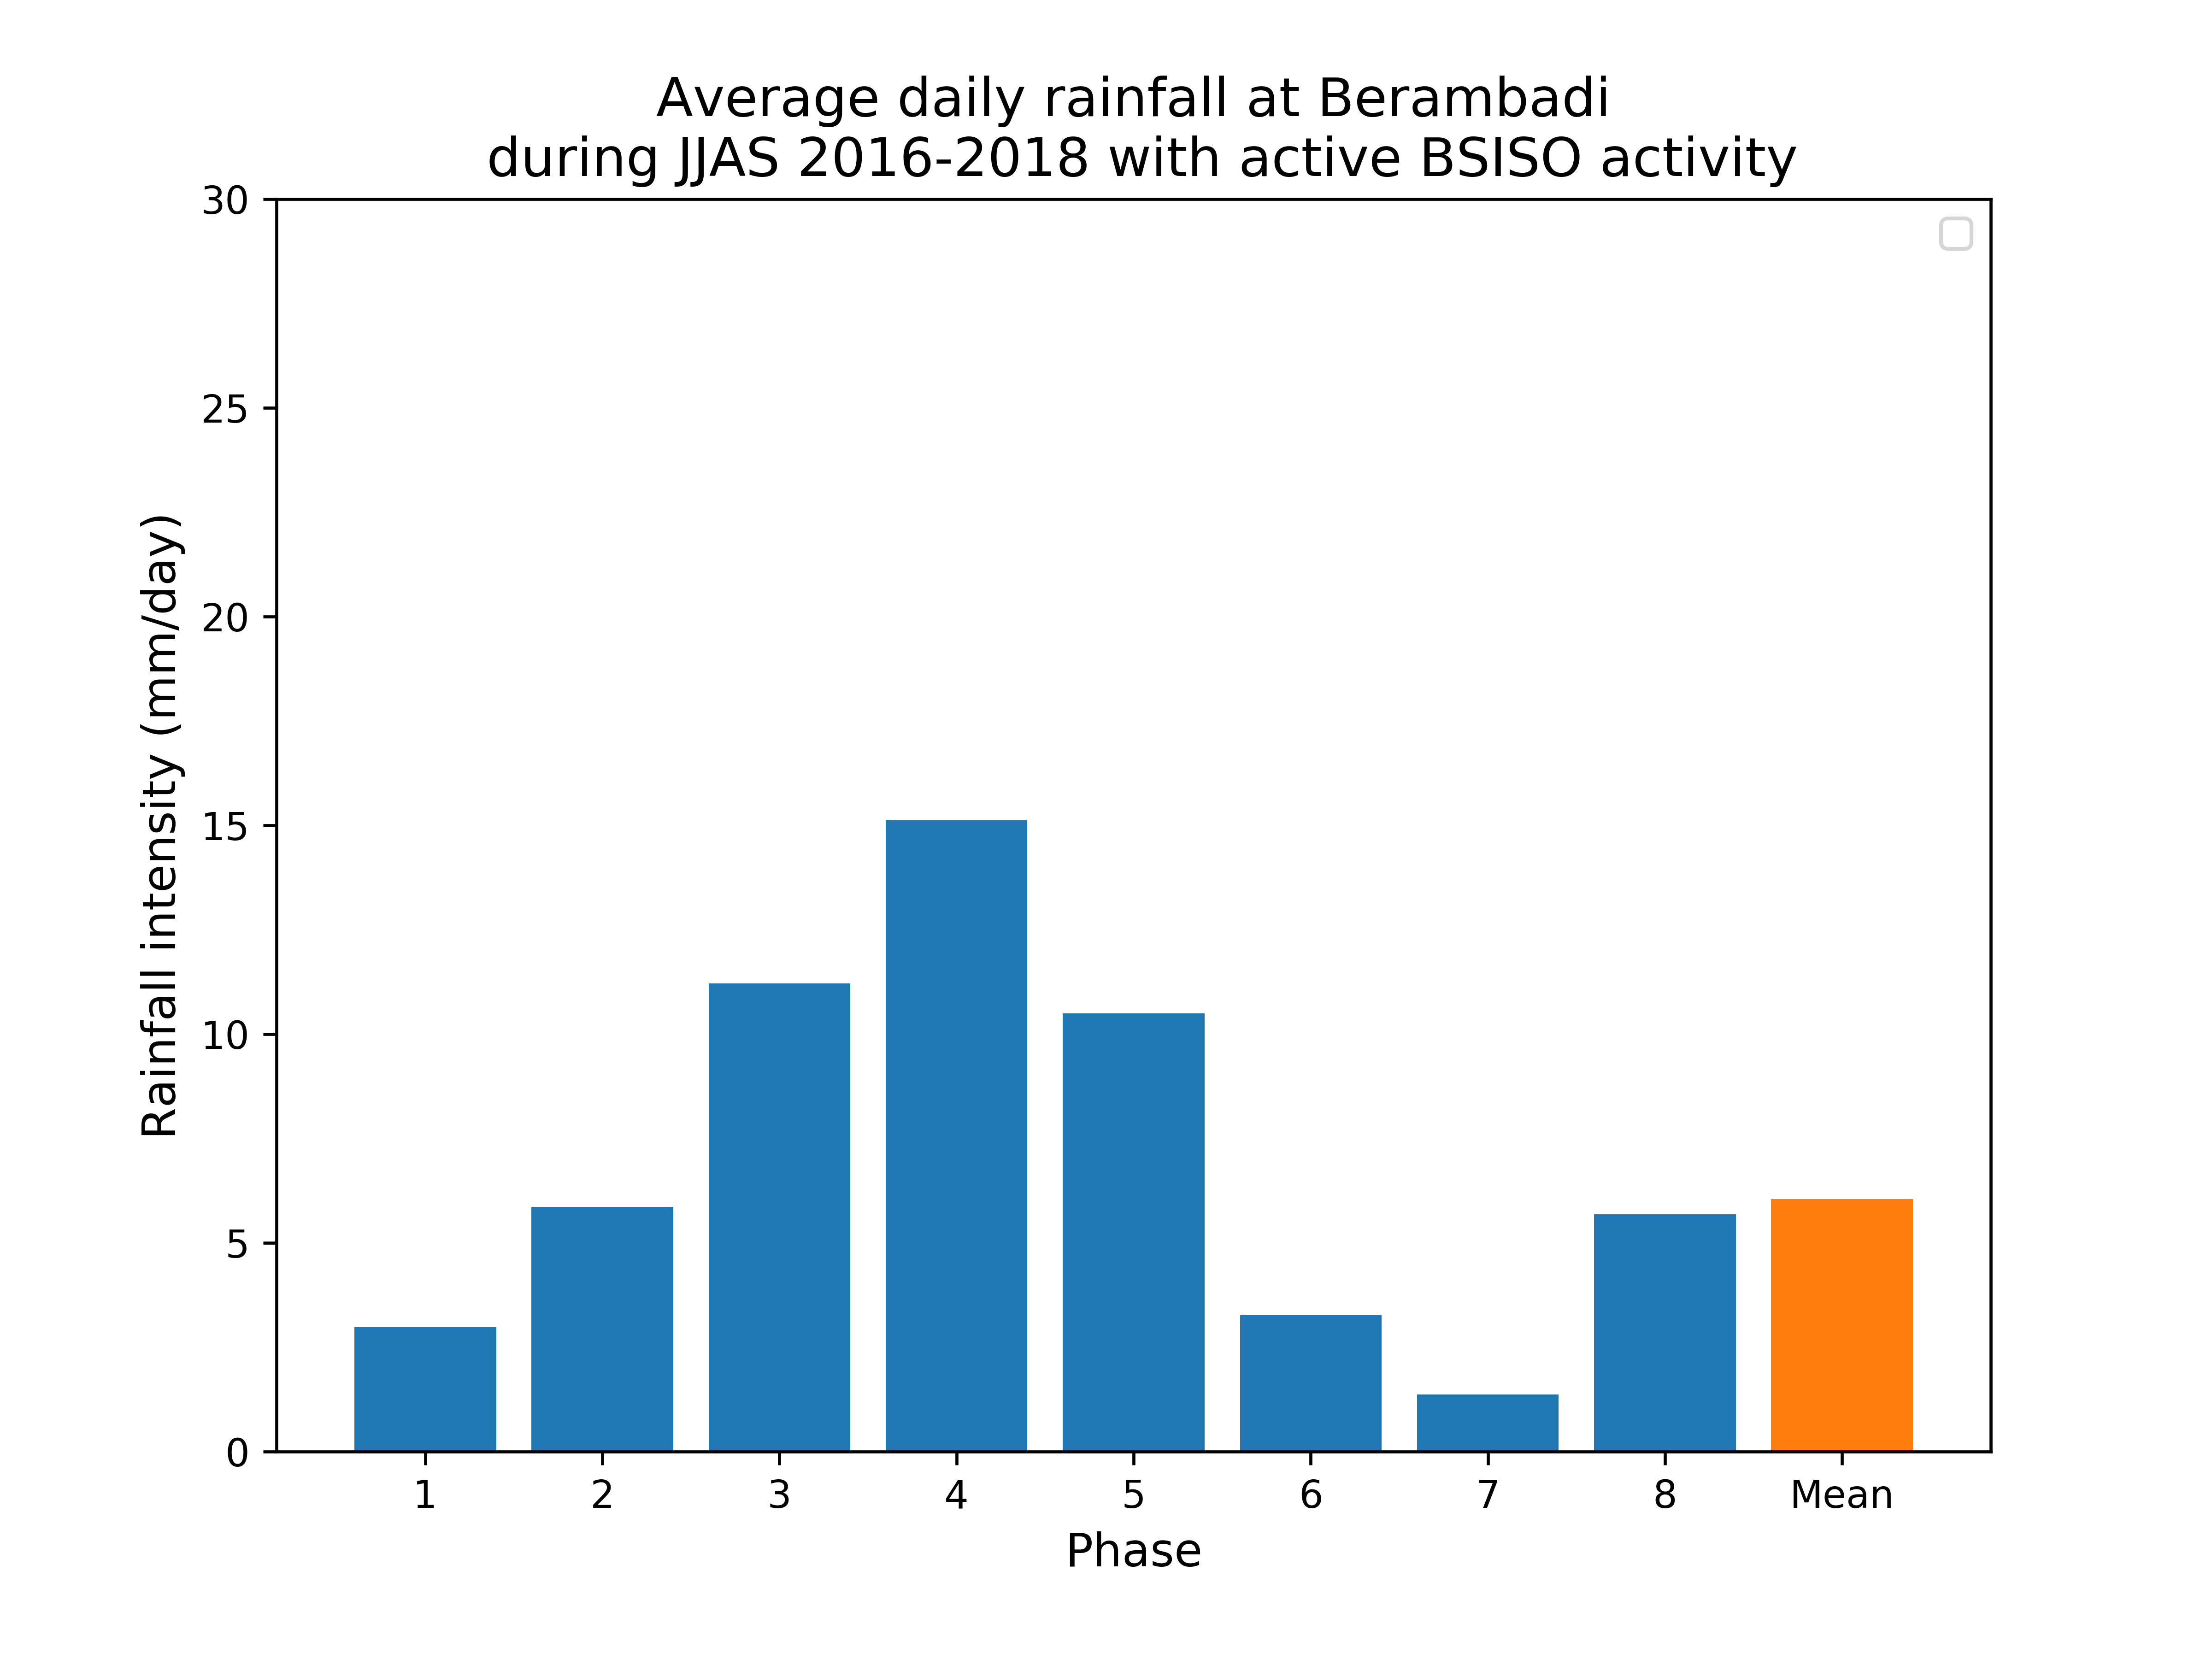 Average daily rainfall at Berambadi
during JJAS 2016-2018 with active BSISO activity
Rainfall intensity (mm/day)
30
25
20
15
10
5
0
1 2 3 4 5 6 7 8 Mean
Phase